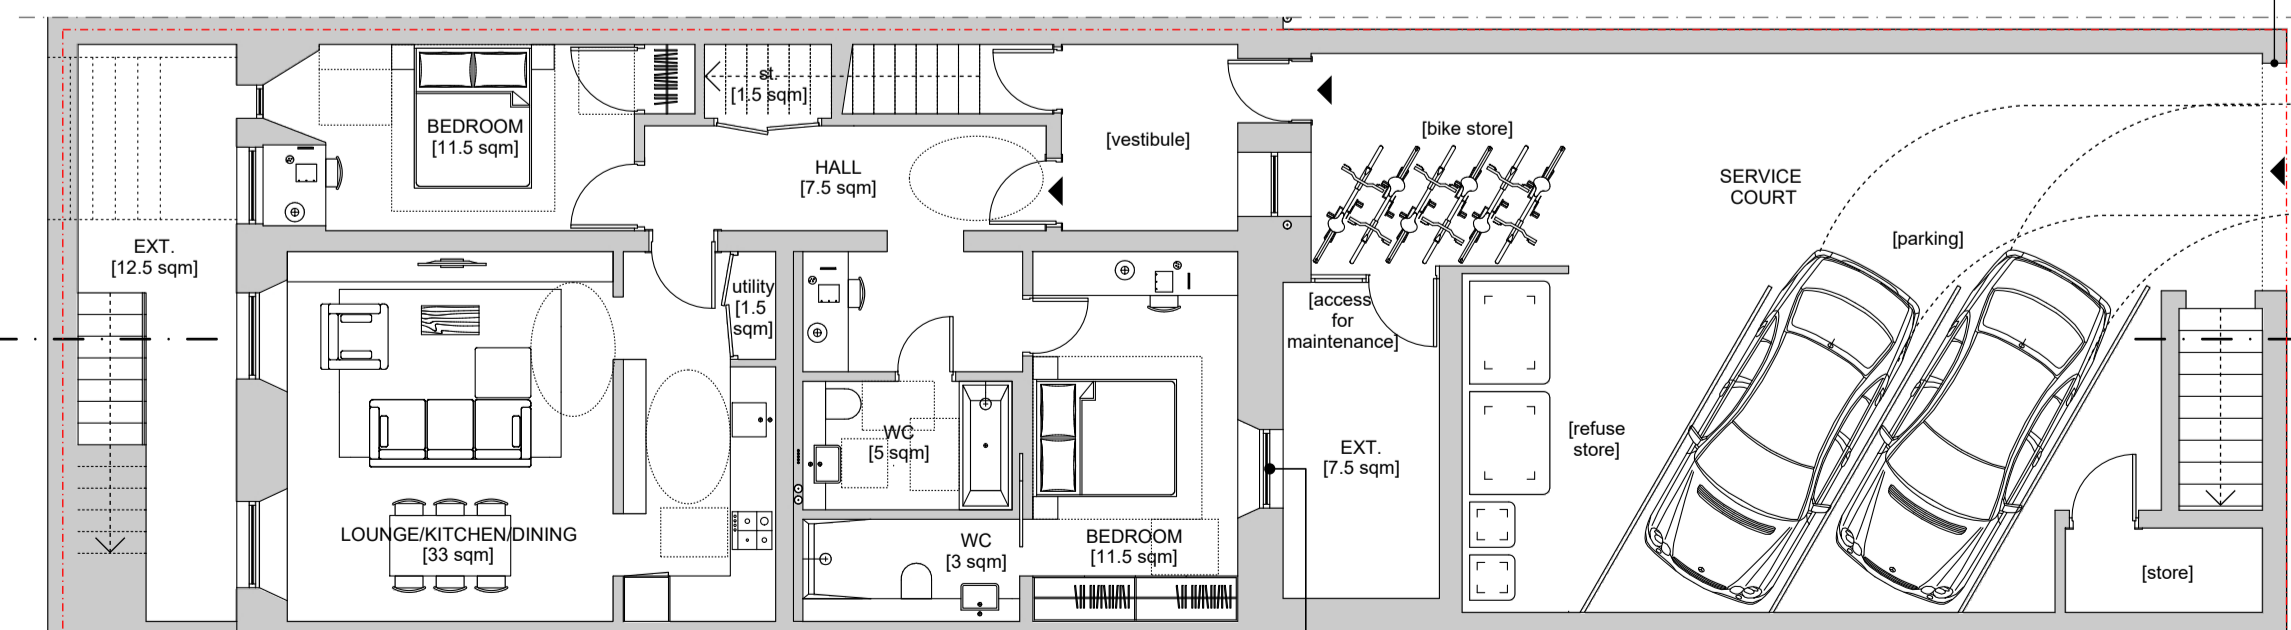 st.
[1.5 sqm]
BEDROOM
[11.5 sqm]
[vestibule]
[bike store]
HALL
[7.5 sqm]
SERVICE
COURT
EXT.
[12.5 sqm]
[parking]
utility
[1.5
sqm]
[access
for
maintenance]
WC
[5 sqm]
EXT.
[7.5 sqm]
[refuse
store]
LOUNGE/KITCHEN/DINING
[33 sqm]
WC
[3 sqm]
BEDROOM
[11.5 sqm]
[store]